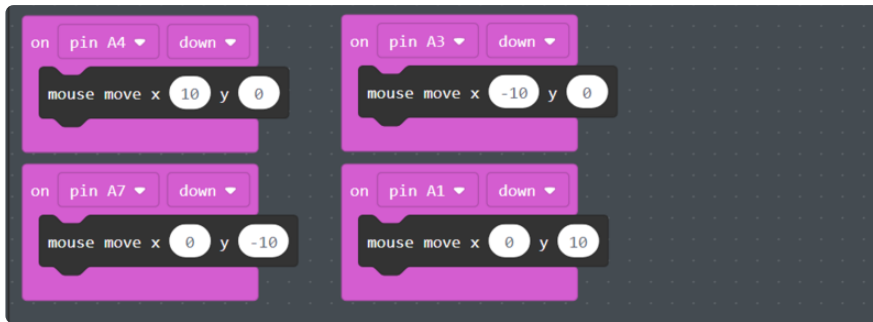 on pin A4 down
mouse move x 10 y 0
on pin A3 down
mouse move x -10 y 0
on pin A7 down
mouse move x 0 y -10
on pin A1 down
mouse move x 0 y 10